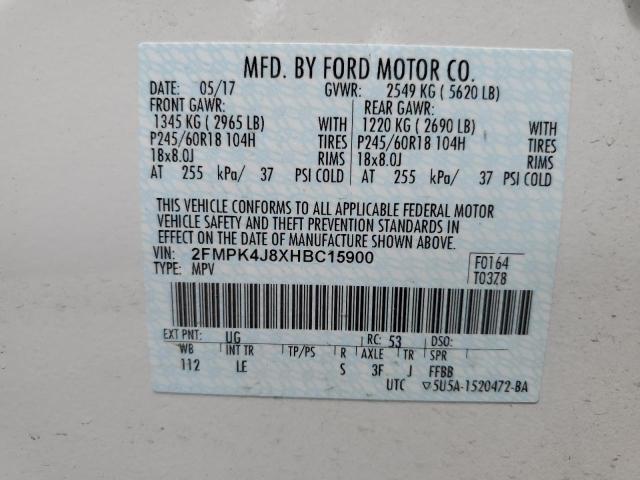 MFD. BY FORD MOTOR CO.
DATE: 05/17 GVWR: 2549 KG ( 5620 LB)
FRONT GAWR: REAR GAWR:
1345 KG ( 2965 LB) WITH 1220 KG ( 2690 LB) WITH
P245/60R18 104H TIRES P245/60R18 104H TIRES
18x8.0J RIMS 18x8.0J RIMS
AT 255 kPa/ 37 PSI COLD AT 255 kPa/ 37 PSI COLD
THIS VEHICLE CONFORMS TO ALL APPLICABLE FEDERAL MOTOR
VEHICLE SAFETY AND THEFT PREVENTION STANDARDS IN
EFFECT ON THE DATE OF MANUFACTURE SHOWN ABOVE.
VIN: 2FMPK4J8XHBC15900 F0164
TYPE: MPV T0378
EXT PNT: UG RC: 53 DSO:
WB INT TR TP/PS R AXLE TR SPR
112 LE S 3F J FFBB
UTC ▽5U5A-1520472-BA